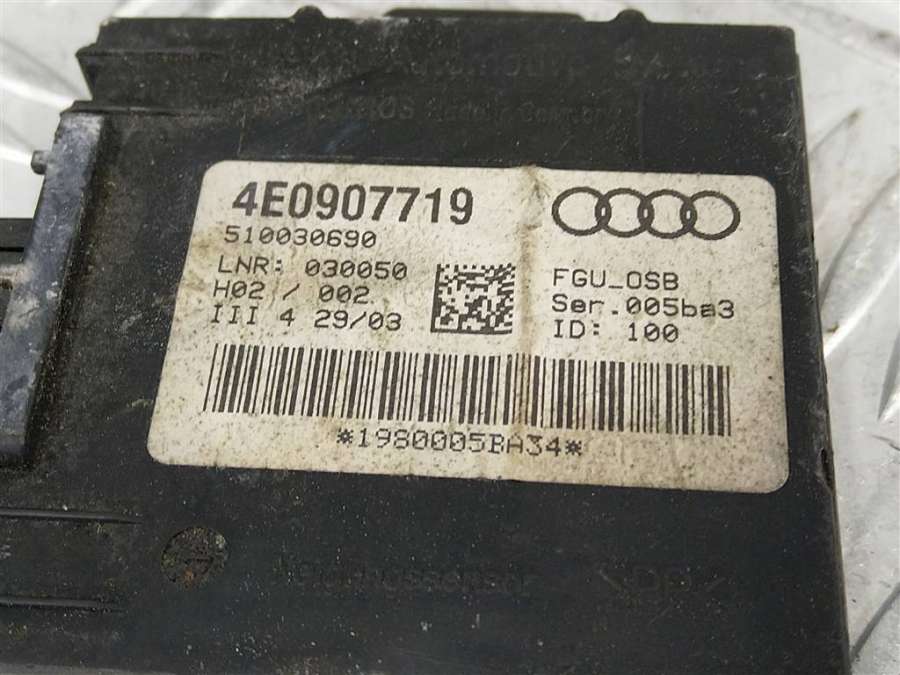 4E0907719
510030690
LNR: 030050
H02 / 002
III 4 29/03
FGU_OSB
Ser.005ba3
ID: 100
*1980005BA34*